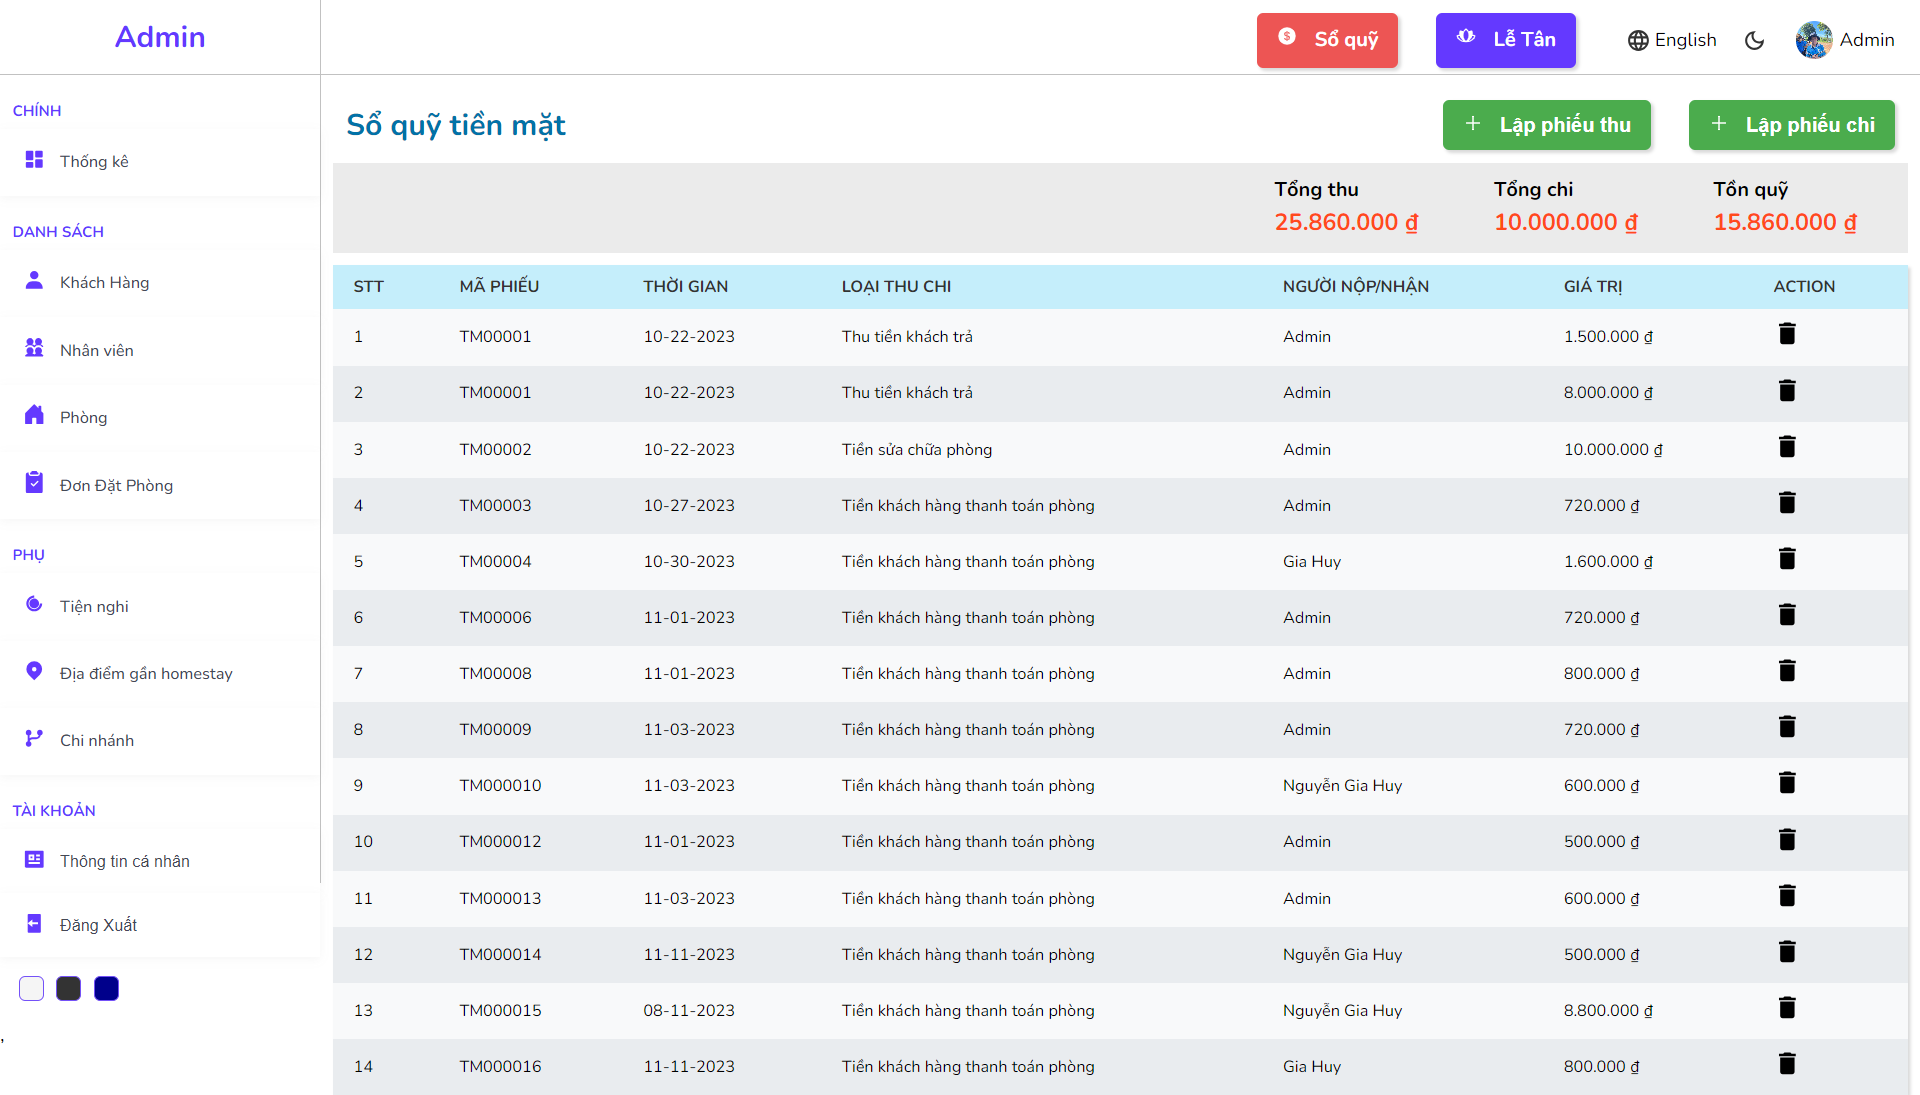 Admin
Sổ quỹ
Lễ Tân
English
Admin
CHÍNH
Thống kê
DANH SÁCH
Khách Hàng
Nhân viên
Phòng
Đơn Đặt Phòng
PHỤ
Tiện nghi
Địa điểm gần homestay
Chi nhánh
TÀI KHOẢN
Thông tin cá nhân
Đăng Xuất
,
Sổ quỹ tiền mặt
+ Lập phiếu thu
+ Lập phiếu chi
Tổng thu Tổng chi Tồn quỹ
25.860.000 ₫ 10.000.000 ₫ 15.860.000 ₫
STT MÃ PHIẾU THỜI GIAN LOẠI THU CHI NGƯỜI NỘP/NHẬN GIÁ TRỊ ACTION
1 TM00001 10-22-2023 Thu tiền khách trả Admin 1.500.000 ₫
2 TM00001 10-22-2023 Thu tiền khách trả Admin 8.000.000 ₫
3 TM00002 10-22-2023 Tiền sửa chữa phòng Admin 10.000.000 ₫
4 TM00003 10-27-2023 Tiền khách hàng thanh toán phòng Admin 720.000 ₫
5 TM00004 10-30-2023 Tiền khách hàng thanh toán phòng Gia Huy 1.600.000 ₫
6 TM00006 11-01-2023 Tiền khách hàng thanh toán phòng Admin 720.000 ₫
7 TM00008 11-01-2023 Tiền khách hàng thanh toán phòng Admin 800.000 ₫
8 TM00009 11-03-2023 Tiền khách hàng thanh toán phòng Admin 720.000 ₫
9 TM000010 11-03-2023 Tiền khách hàng thanh toán phòng Nguyễn Gia Huy 600.000 ₫
10 TM000012 11-01-2023 Tiền khách hàng thanh toán phòng Admin 500.000 ₫
11 TM000013 11-03-2023 Tiền khách hàng thanh toán phòng Admin 600.000 ₫
12 TM000014 11-11-2023 Tiền khách hàng thanh toán phòng Nguyễn Gia Huy 500.000 ₫
13 TM000015 08-11-2023 Tiền khách hàng thanh toán phòng Nguyễn Gia Huy 8.800.000 ₫
14 TM000016 11-11-2023 Tiền khách hàng thanh toán phòng Gia Huy 800.000 ₫